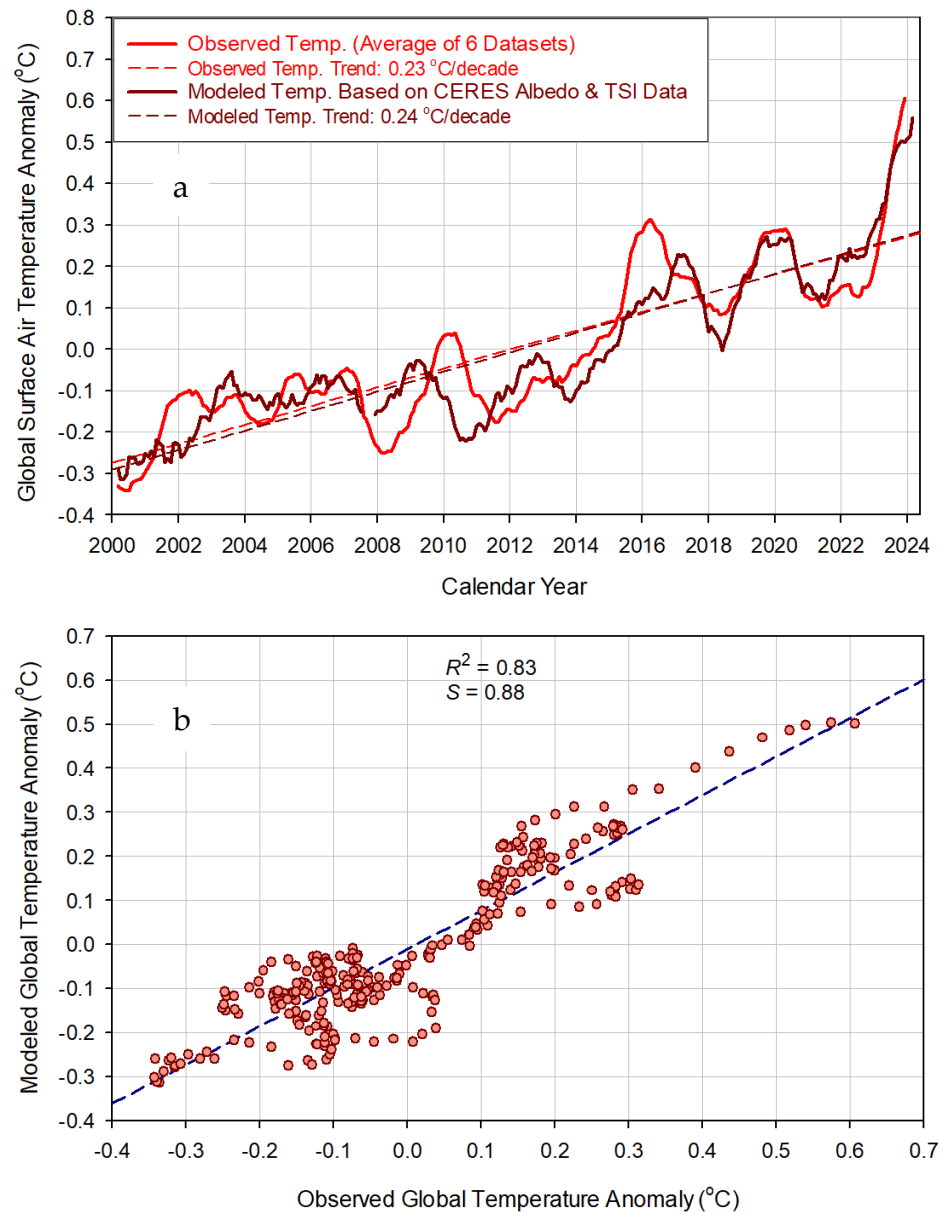 Global Surface Air Temperature Anomaly (°C)
0.8
0.7
0.6
0.5
0.4
0.3
0.2
0.1
0.0
-0.1
-0.2
-0.3
-0.4
Observed Temp. (Average of 6 Datasets)
Observed Temp. Trend: 0.23 °C/decade
Modeled Temp. Based on CERES Albedo & TSI Data
Modeled Temp. Trend: 0.24 °C/decade
a
2000 2002 2004 2006 2008 2010 2012 2014 2016 2018 2020 2022 2024
Calendar Year
Modeled Global Temperature Anomaly (°C)
0.7
0.6
0.5
0.4
0.3
0.2
0.1
0.0
-0.1
-0.2
-0.3
-0.4
R² = 0.83
S = 0.88
b
-0.4 -0.3 -0.2 -0.1 0.0 0.1 0.2 0.3 0.4 0.5 0.6 0.7
Observed Global Temperature Anomaly (°C)